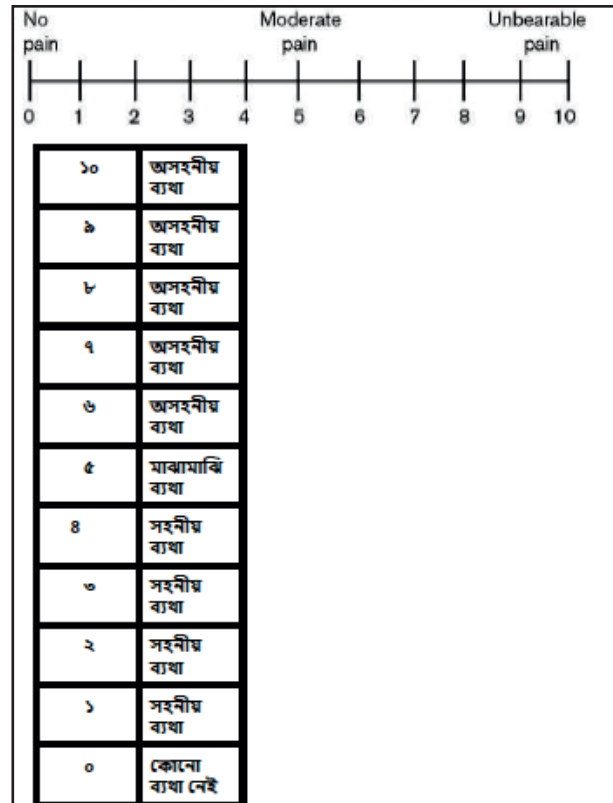 No Moderate Unbearable
pain pain pain
0 1 2 3 4 5 6 7 8 9 10
১০ অসহনীয়
ব্যথা
৯ অসহনীয়
ব্যথা
৮ অসহনীয়
ব্যথা
৭ অসহনীয়
ব্যথা
৬ অসহনীয়
ব্যথা
৫ মাঝামাঝি
ব্যথা
৪ সহনীয়
ব্যথা
৩ সহনীয়
ব্যথা
২ সহনীয়
ব্যথা
১ সহনীয়
ব্যথা
০ কোনো
ব্যথা নেই